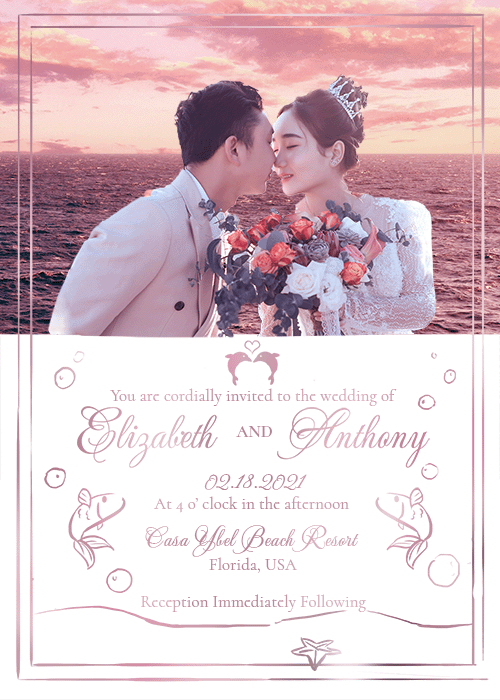 You are cordially invited to the wedding of
Elizabeth AND Anthony
02.18.2021
At 4 o' clock in the afternoon
Casa Ybel Beach Resort
Florida, USA
Reception Immediately Following